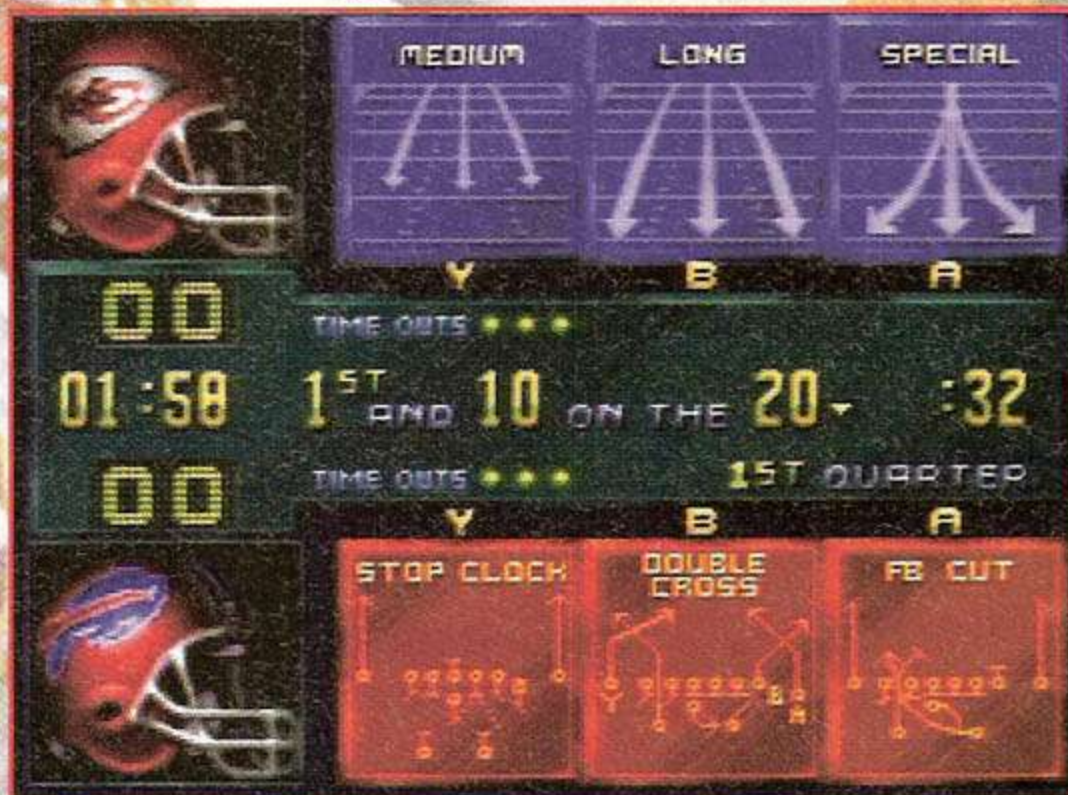 MEDIUM
LONG
SPECIAL
Y
B
A
00
TIME OUTS
01:58
1ST AND 10 ON THE 20
:32
00
TIME OUTS
1ST QUARTER
Y
B
A
STOP CLOCK
DOUBLE
CROSS
FB CUT